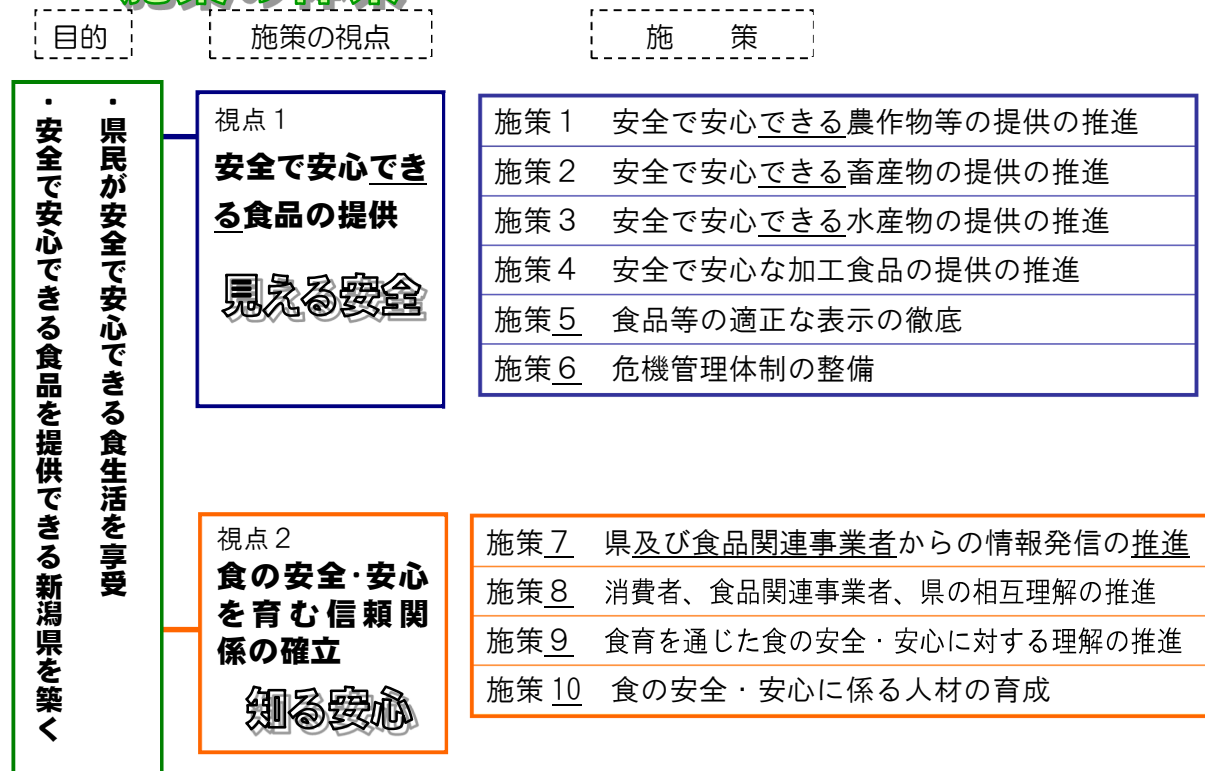 目的
施策の視点
施　策
・県民が安全で安心できる食生活を享受
・安全で安心できる食品を提供できる新潟県を築く
視点１
安全で安心でき
る食品の提供
見える安全
施策１　安全で安心できる農作物等の提供の推進
施策２　安全で安心できる畜産物の提供の推進
施策３　安全で安心できる水産物の提供の推進
施策４　安全で安心な加工食品の提供の推進
施策５　食品等の適正な表示の徹底
施策６　危機管理体制の整備
視点２
食の安全・安心
を育む信頼関
係の確立
知る安心
施策７　県及び食品関連事業者からの情報発信の推進
施策８　消費者、食品関連事業者、県の相互理解の推進
施策９　食育を通じた食の安全・安心に対する理解の推進
施策10　食の安全・安心に係る人材の育成